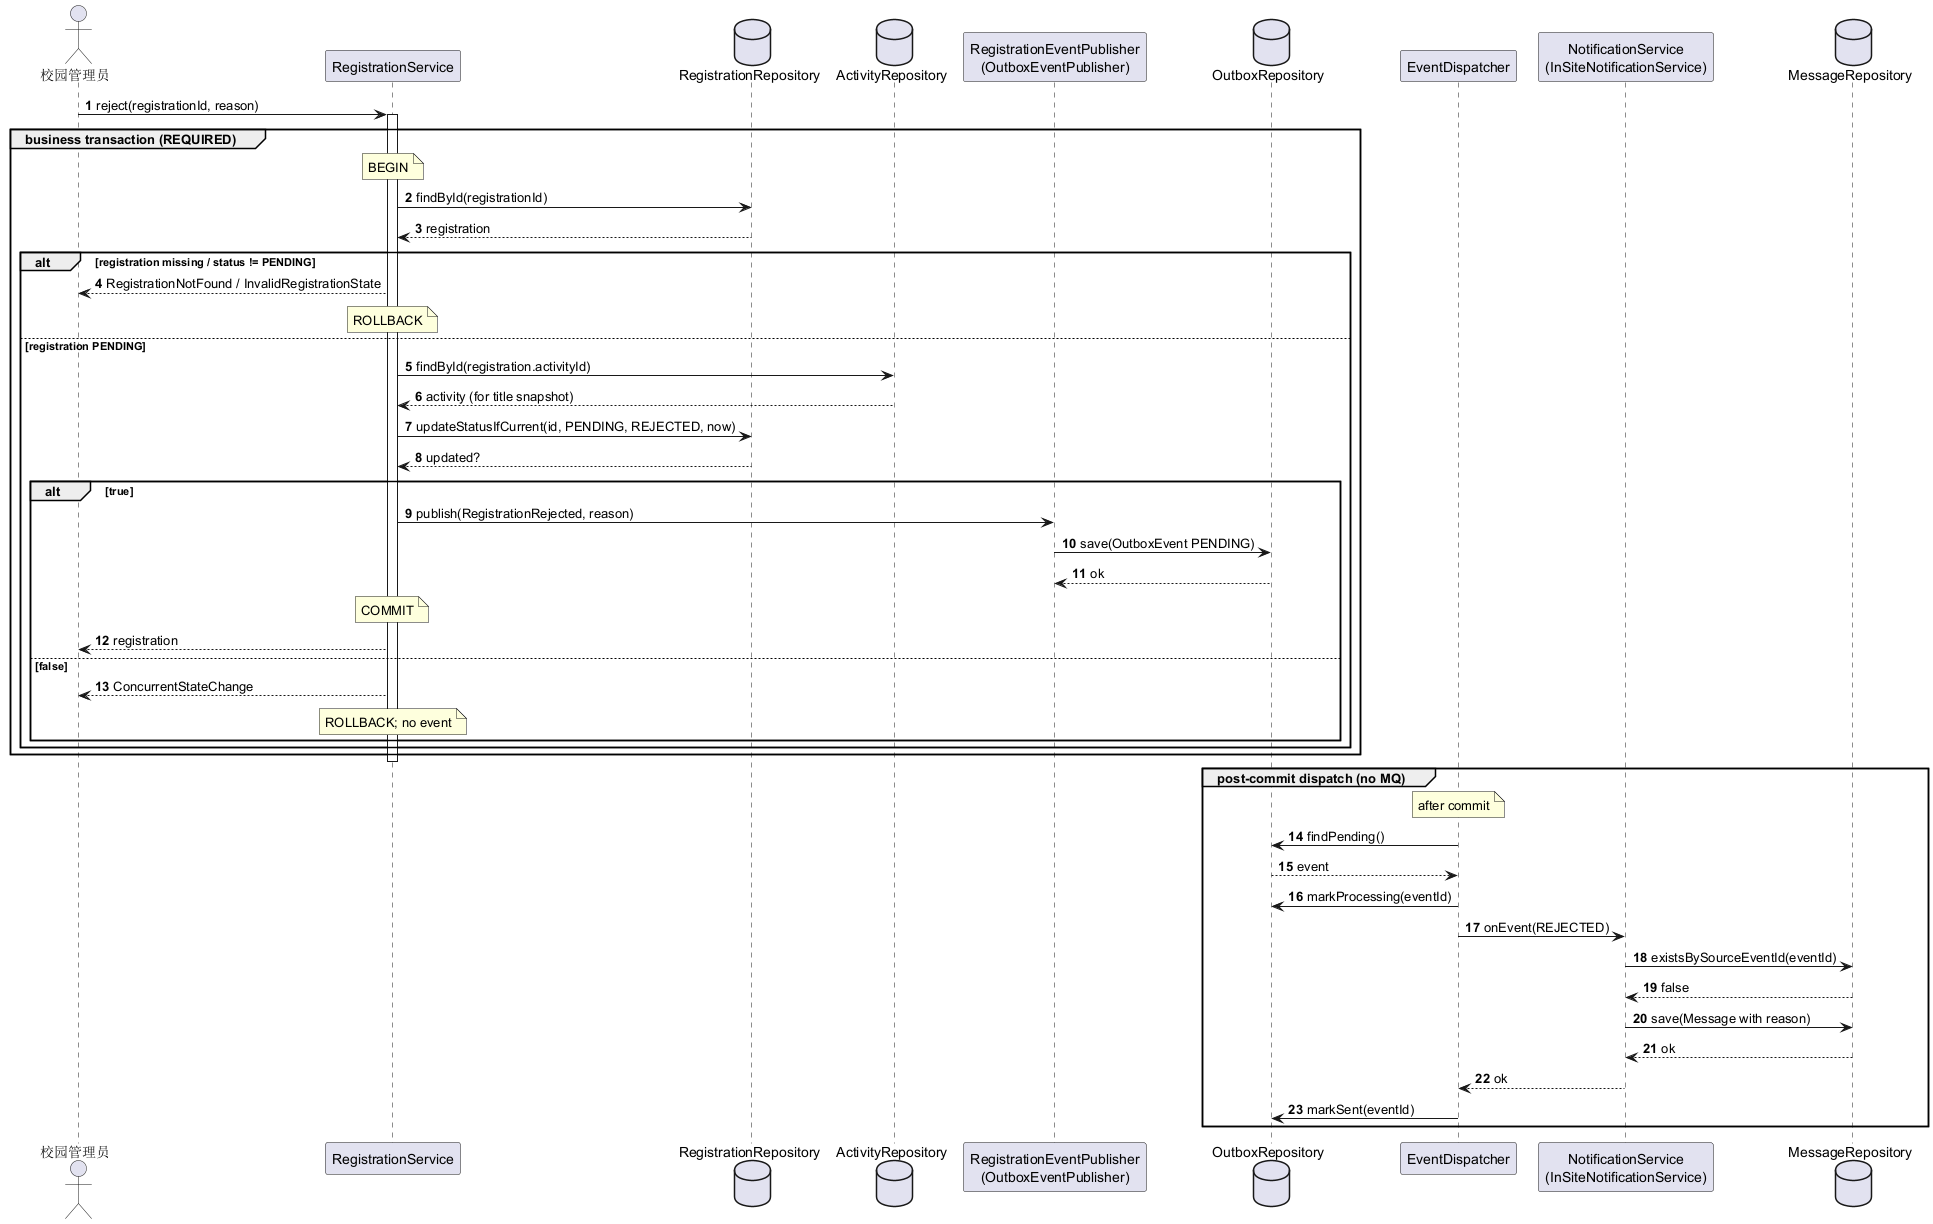 校园管理员
RegistrationService
RegistrationRepository
ActivityRepository
RegistrationEventPublisher
(OutboxEventPublisher)
OutboxRepository
EventDispatcher
NotificationService
(InSiteNotificationService)
MessageRepository
1 reject(registrationId, reason)
business transaction (REQUIRED)
BEGIN
2 findById(registrationId)
3 registration
alt [registration missing / status != PENDING]
4 RegistrationNotFound / InvalidRegistrationState
ROLLBACK
[registration PENDING]
5 findById(registration.activityId)
6 activity (for title snapshot)
7 updateStatusIfCurrent(id, PENDING, REJECTED, now)
8 updated?
alt [true]
9 publish(RegistrationRejected, reason)
10 save(OutboxEvent PENDING)
11 ok
COMMIT
12 registration
[false]
13 ConcurrentStateChange
ROLLBACK; no event
post-commit dispatch (no MQ)
after commit
14 findPending()
15 event
16 markProcessing(eventId)
17 onEvent(REJECTED)
18 existsBySourceEventId(eventId)
19 false
20 save(Message with reason)
21 ok
22 ok
23 markSent(eventId)
校园管理员
RegistrationService
RegistrationRepository
ActivityRepository
RegistrationEventPublisher
(OutboxEventPublisher)
OutboxRepository
EventDispatcher
NotificationService
(InSiteNotificationService)
MessageRepository